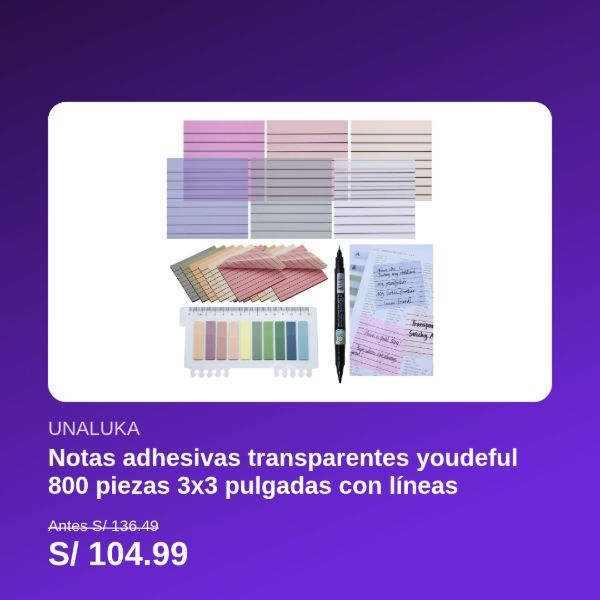 UNALUKA
Notas adhesivas transparentes youdeful
800 piezas 3x3 pulgadas con líneas
Antes S/ 136.49
S/ 104.99